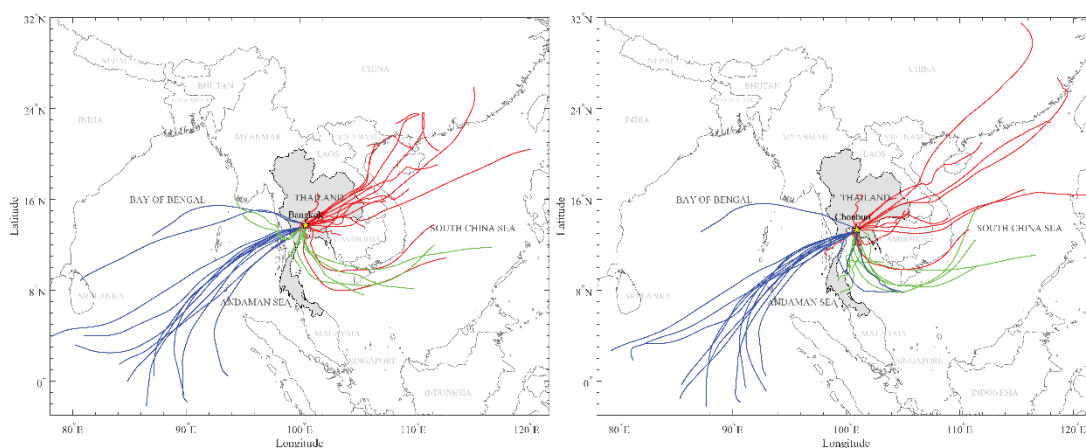 32°N
24°N
16°N
8°N
0°
Latitude
80°E
90°E
100°E
110°E
120°E
Longitude
NEPAL
BHUTAN
CHINA
INDIA
MYANMAR
VIETNAM
LAOS
THAILAND
BAY OF BENGAL
Bangkok
CAMBODIA
SOUTH CHINA SEA
SRI LANKA
ANDAMAN SEA
MALAYSIA
SINGAPORE
INDONESIA
32°N
24°N
16°N
8°N
0°
Latitude
80°E
90°E
100°E
110°E
120°E
Longitude
NEPAL
BHUTAN
CHINA
INDIA
MYANMAR
VIETNAM
LAOS
THAILAND
BAY OF BENGAL
Chonburi
CAMBODIA
SOUTH CHINA SEA
SRI LANKA
ANDAMAN SEA
MALAYSIA
SINGAPORE
INDONESIA